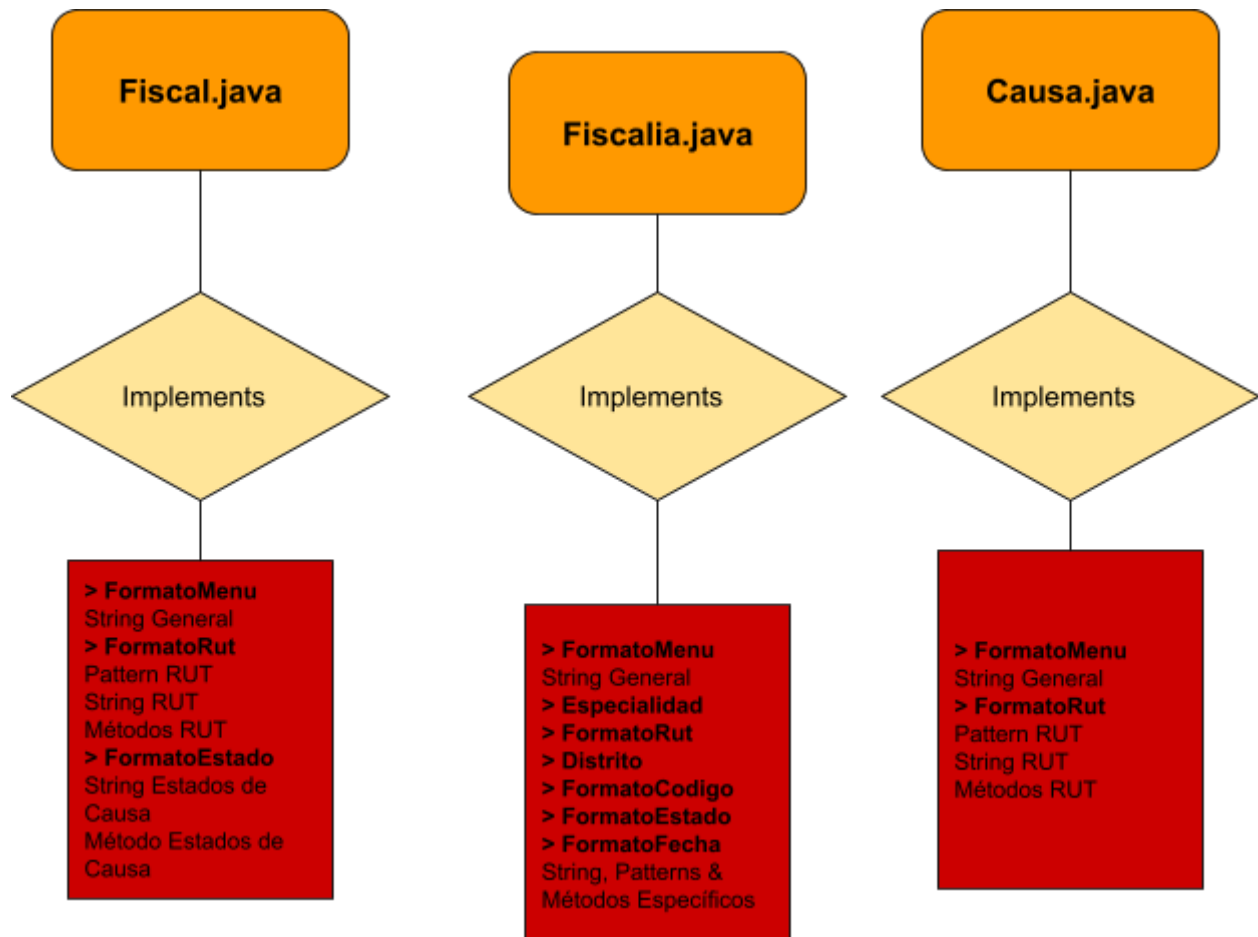 Fiscal.java
Implements
> FormatoMenu
String General
> FormatoRut
Pattern RUT
String RUT
Métodos RUT
> FormatoEstado
String Estados de
Causa
Método Estados de
Causa
Fiscalia.java
Implements
> FormatoMenu
String General
> Especialidad
> FormatoRut
> Distrito
> FormatoCodigo
> FormatoEstado
> FormatoFecha
String, Patterns &
Métodos Específicos
Causa.java
Implements
> FormatoMenu
String General
> FormatoRut
Pattern RUT
String RUT
Métodos RUT